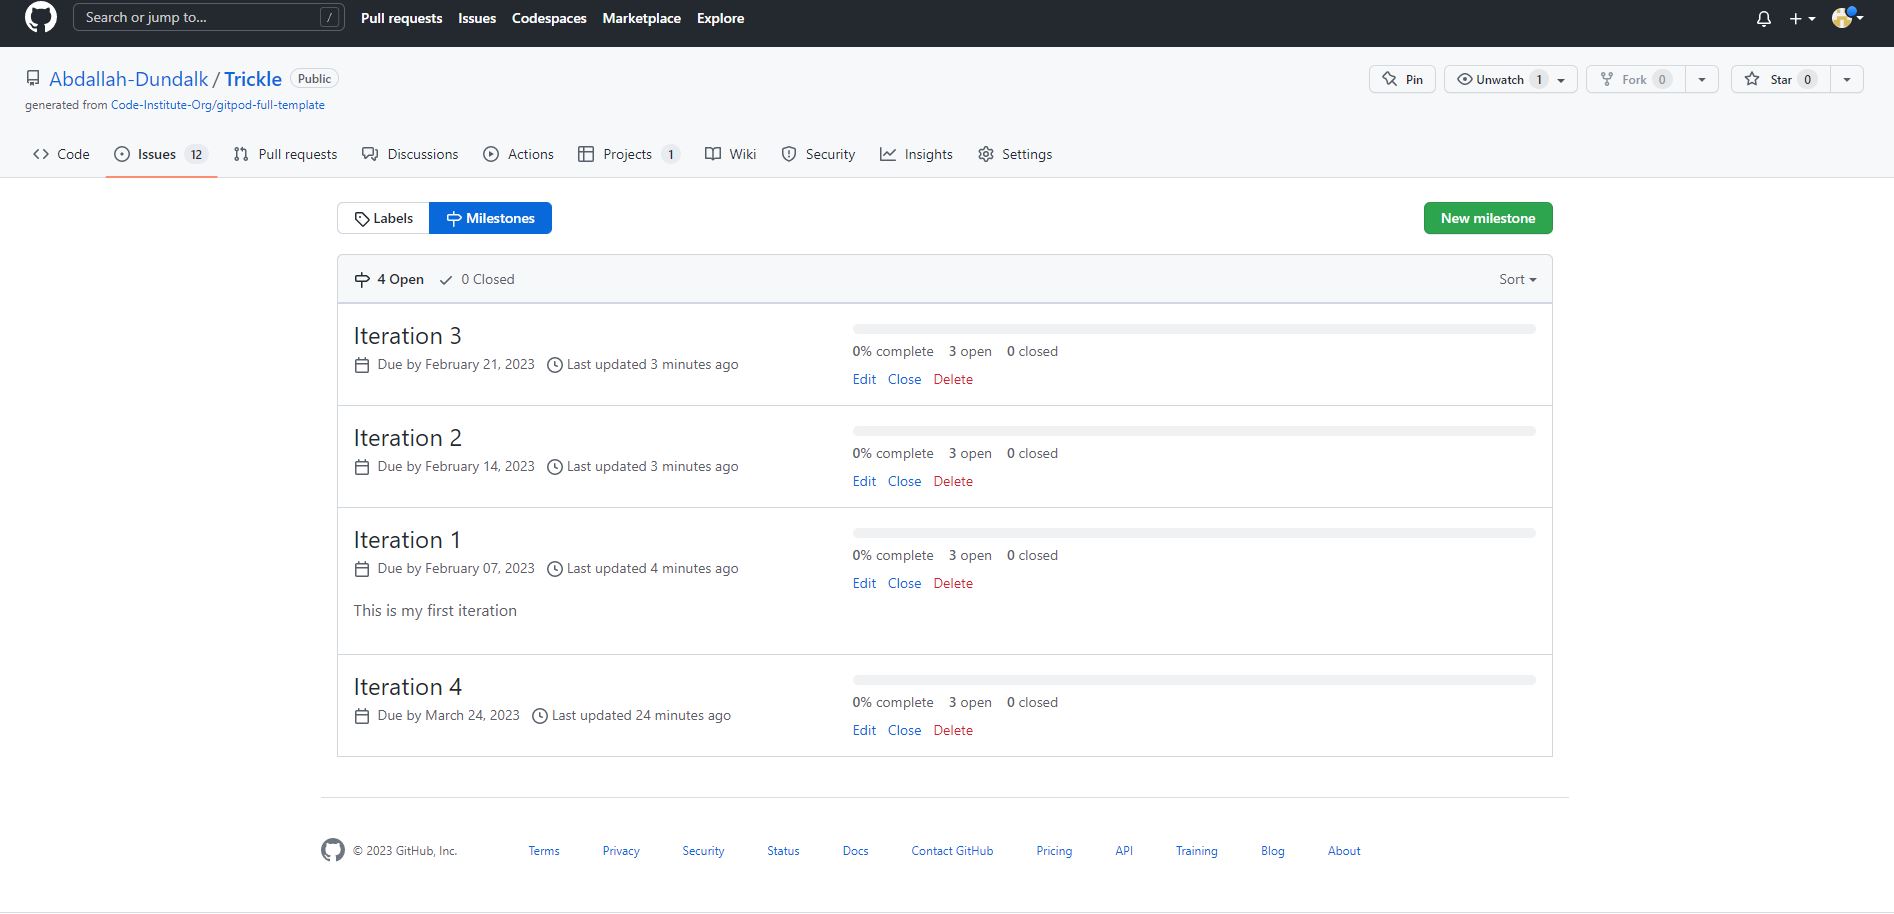 Search or jump to... / Pull requests Issues Codespaces Marketplace Explore
Abdallah-Dundalk / Trickle Public Pin Unwatch 1 Fork 0 Star 0
generated from Code-Institute-Org/gitpod-full-template
Code Issues 12 Pull requests Discussions Actions Projects 1 Wiki Security Insights Settings
Labels Milestones New milestone
4 Open 0 Closed Sort
Iteration 3
Due by February 21, 2023 Last updated 3 minutes ago
0% complete 3 open 0 closed
Edit Close Delete
Iteration 2
Due by February 14, 2023 Last updated 3 minutes ago
0% complete 3 open 0 closed
Edit Close Delete
Iteration 1
Due by February 07, 2023 Last updated 4 minutes ago
This is my first iteration
0% complete 3 open 0 closed
Edit Close Delete
Iteration 4
Due by March 24, 2023 Last updated 24 minutes ago
0% complete 3 open 0 closed
Edit Close Delete
© 2023 GitHub, Inc. Terms Privacy Security Status Docs Contact GitHub Pricing API Training Blog About